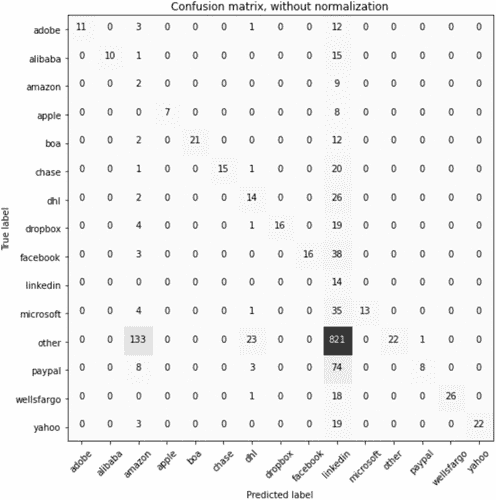 Confusion matrix, without normalization
adobe 11 0 3 0 0 0 1 0 0 12 0 0 0 0 0
alibaba 0 10 1 0 0 0 0 0 0 15 0 0 0 0 0
amazon 0 0 2 0 0 0 0 0 0 9 0 0 0 0 0
apple 0 0 0 7 0 0 0 0 0 8 0 0 0 0 0
boa 0 0 2 0 21 0 0 0 0 12 0 0 0 0 0
chase 0 0 1 0 0 15 1 0 0 20 0 0 0 0 0
dhl 0 0 2 0 0 0 14 0 0 26 0 0 0 0 0
dropbox 0 0 4 0 0 0 1 16 0 19 0 0 0 0 0
facebook 0 0 3 0 0 0 0 0 16 38 0 0 0 0 0
linkedin 0 0 0 0 0 0 0 0 0 14 0 0 0 0 0
microsoft 0 0 4 0 0 0 1 0 0 35 13 0 0 0 0
other 0 0 133 0 0 0 23 0 0 821 0 22 1 0 0
paypal 0 0 8 0 0 0 3 0 0 74 0 0 8 0 0
wellsfargo 0 0 0 0 0 0 1 0 0 18 0 0 0 26 0
yahoo 0 0 3 0 0 0 0 0 0 19 0 0 0 0 22
True label
adobe alibaba amazon apple boa chase dhl dropbox facebook linkedin microsoft other paypal wellsfargo yahoo
Predicted label